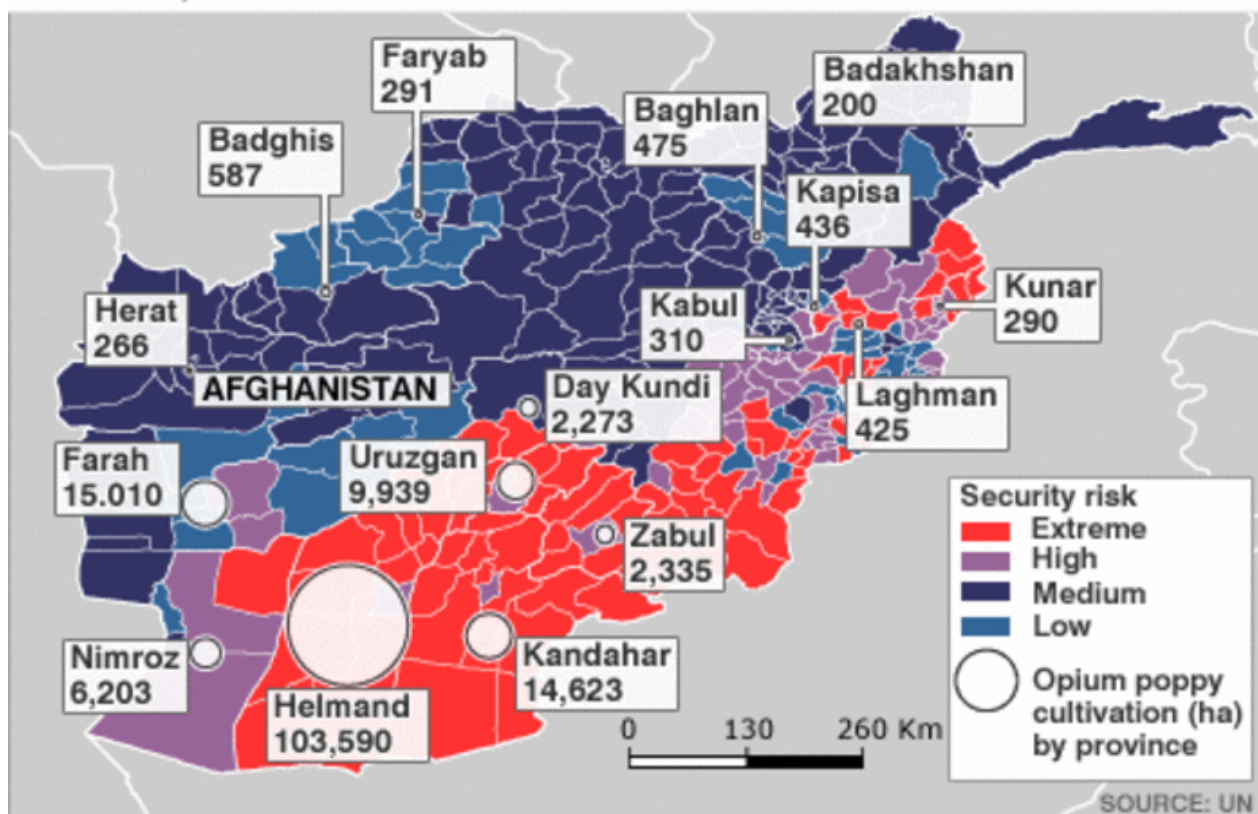 Faryab
291
Badakhshan
200
Baghlan
475
Badghis
587
Kapisa
436
Herat
266
Kabul
310
Kunar
290
AFGHANISTAN
Day Kundi
2,273
Laghman
425
Farah
15.010
Uruzgan
9,939
Zabul
2,335
Nimroz
6,203
Helmand
103,590
Kandahar
14,623
0 130 260 Km
Security risk
Extreme
High
Medium
Low
Opium poppy
cultivation (ha)
by province
SOURCE: UN